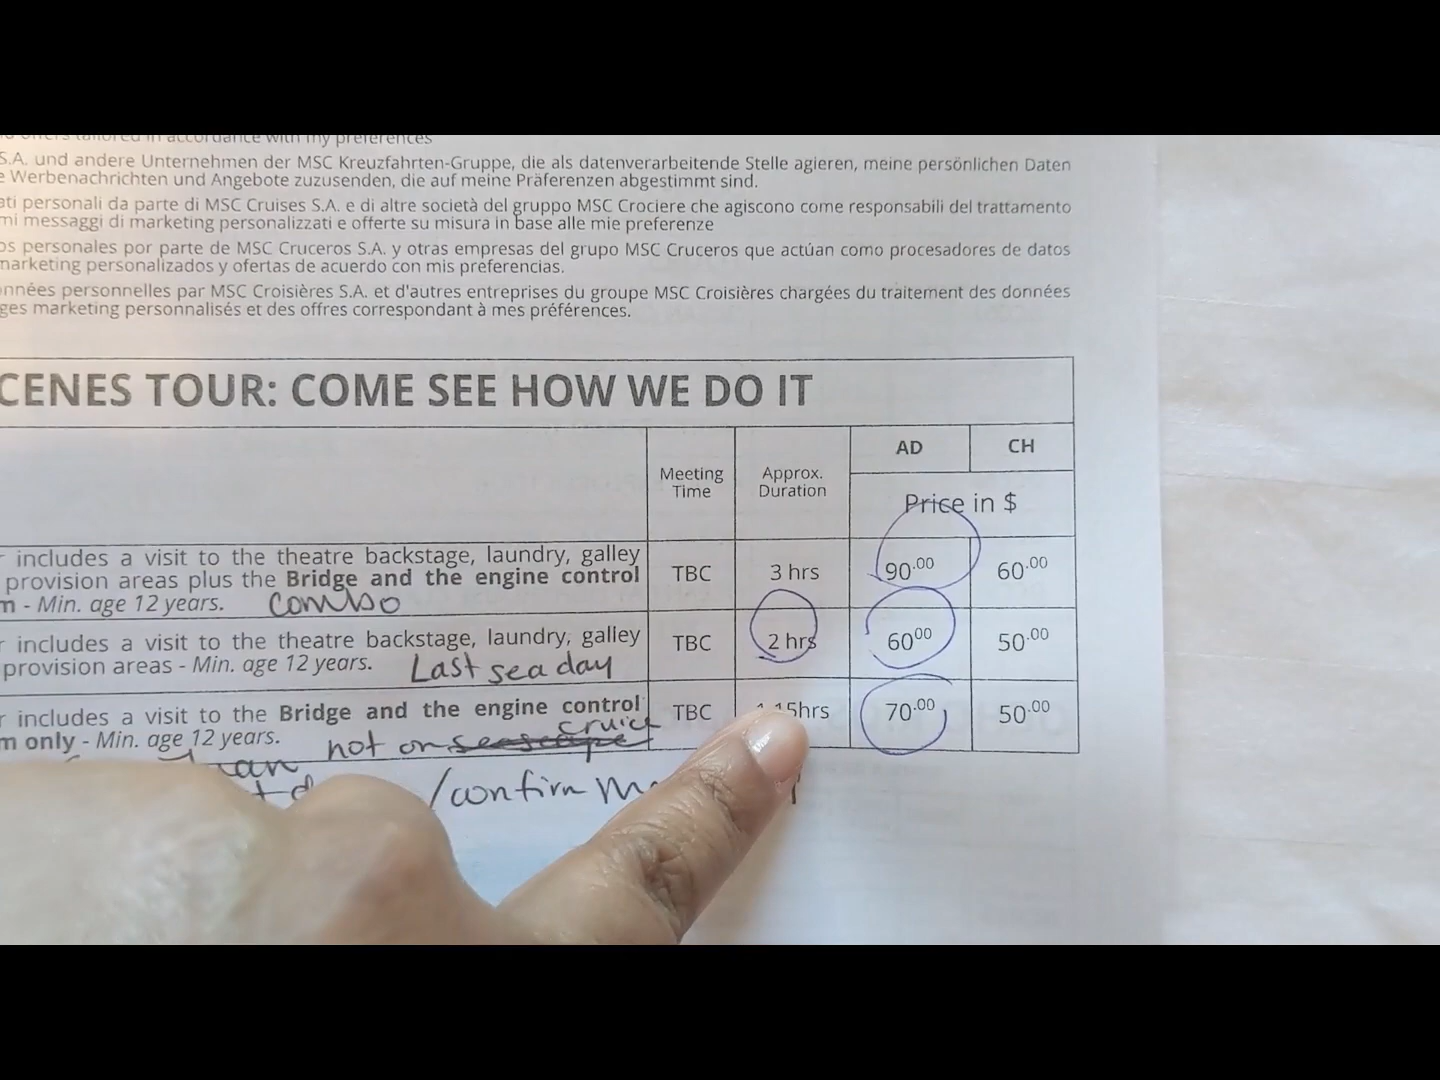 offers tailored in accordance with my preferences
S.A. und andere Unternehmen der MSC Kreuzfahrten-Gruppe, die als datenverarbeitende Stelle agieren, meine persönlichen Daten
e Werbenachrichten und Angebote zuzusenden, die auf meine Präferenzen abgestimmt sind.
ati personali da parte di MSC Cruises S.A. e di altre società del gruppo MSC Crociere che agiscono come responsabili del trattamento
mi messaggi di marketing personalizzati e offerte su misura in base alle mie preferenze
os personales por parte de MSC Cruceros S.A. y otras empresas del grupo MSC Cruceros que actúan como procesadores de datos
marketing personalizados y ofertas de acuerdo con mis preferencias.
onnées personnelles par MSC Croisières S.A. et d'autres entreprises du groupe MSC Croisières chargées du traitement des données
ges marketing personnalisés et des offres correspondant à mes préférences.
CENES TOUR: COME SEE HOW WE DO IT
Meeting Time
Approx. Duration
AD
CH
Price in $
r includes a visit to the theatre backstage, laundry, galley
provision areas plus the Bridge and the engine control
m - Min. age 12 years. combo
TBC
3 hrs
90.00
60.00
r includes a visit to the theatre backstage, laundry, galley
provision areas - Min. age 12 years. Last sea day
TBC
2 hrs
60.00
50.00
r includes a visit to the Bridge and the engine control
m only - Min. age 12 years. not on cruise
TBC
15hrs
70.00
50.00
/confirm